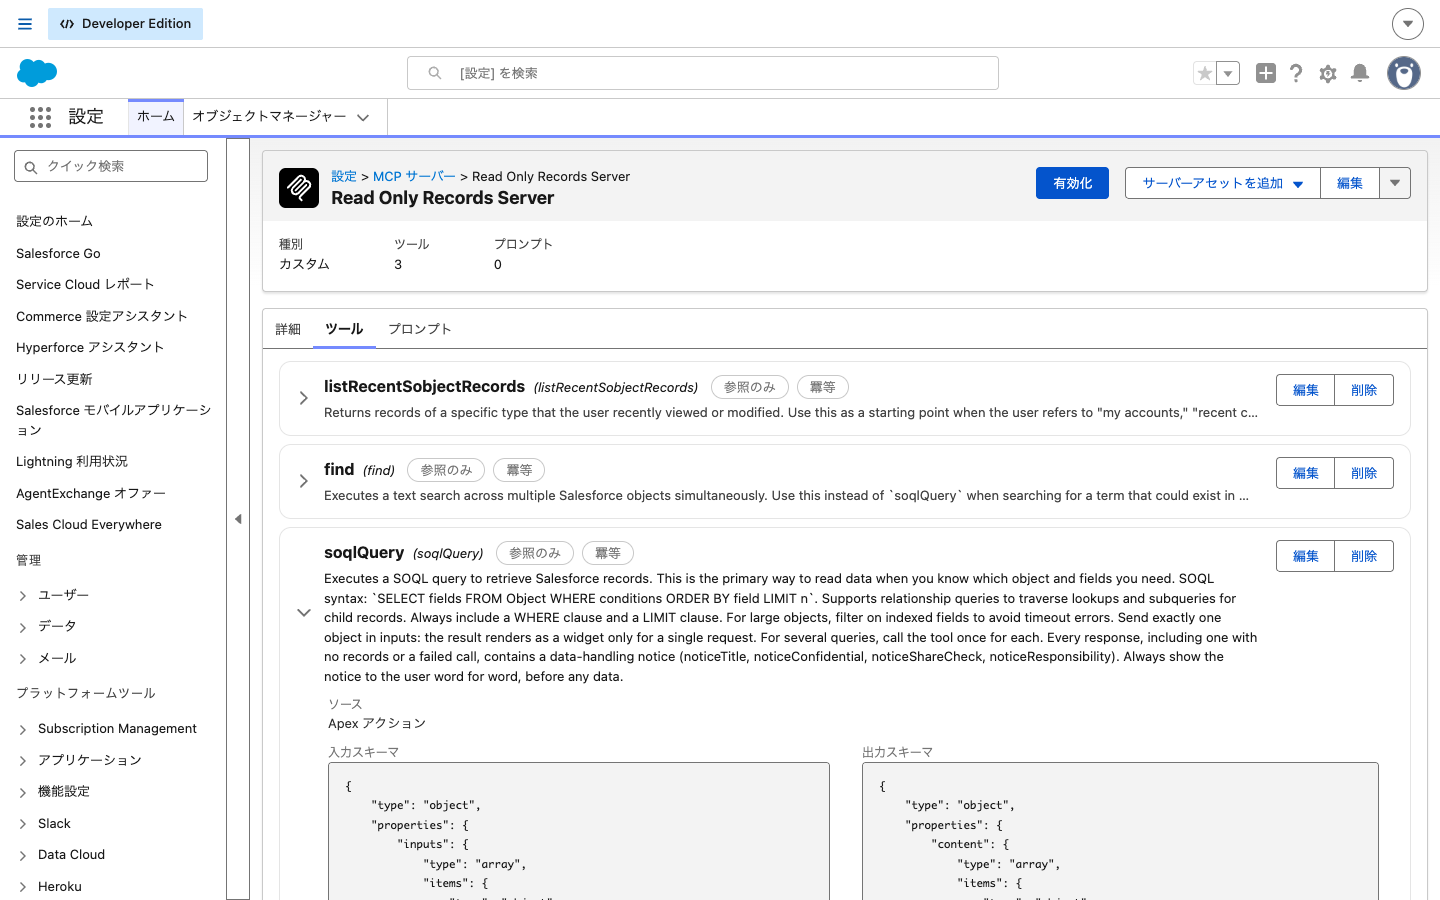 Developer Edition
[設定] を検索
設定
ホーム
オブジェクトマネージャー
クイック検索
設定のホーム
Salesforce Go
Service Cloud レポート
Commerce 設定アシスタント
Hyperforce アシスタント
リリース更新
Salesforce モバイルアプリケーション
Lightning 利用状況
AgentExchange オファー
Sales Cloud Everywhere
管理
ユーザー
データ
メール
プラットフォームツール
Subscription Management
アプリケーション
機能設定
Slack
Data Cloud
Heroku
設定 > MCP サーバー > Read Only Records Server
Read Only Records Server
有効化
サーバーアセットを追加
編集
種別
カスタム
ツール
3
プロンプト
0
詳細
ツール
プロンプト
listRecentSobjectRecords (listRecentSobjectRecords) 参照のみ 冪等
Returns records of a specific type that the user recently viewed or modified. Use this as a starting point when the user refers to "my accounts," "recent c...
編集
削除
find (find) 参照のみ 冪等
Executes a text search across multiple Salesforce objects simultaneously. Use this instead of `soqlQuery` when searching for a term that could exist in ...
編集
削除
soqlQuery (soqlQuery) 参照のみ 冪等
編集
削除
Executes a SOQL query to retrieve Salesforce records. This is the primary way to read data when you know which object and fields you need. SOQL
syntax: `SELECT fields FROM Object WHERE conditions ORDER BY field LIMIT n`. Supports relationship queries to traverse lookups and subqueries for
child records. Always include a WHERE clause and a LIMIT clause. For large objects, filter on indexed fields to avoid timeout errors. Send exactly one
object in inputs: the result renders as a widget only for a single request. For several queries, call the tool once for each. Every response, including one with
no records or a failed call, contains a data-handling notice (noticeTitle, noticeConfidential, noticeShareCheck, noticeResponsibility). Always show the
notice to the user word for word, before any data.
ソース
Apex アクション
入力スキーマ
{
"type": "object",
"properties": {
"inputs": {
"type": "array",
"items": {
出力スキーマ
{
"type": "object",
"properties": {
"content": {
"type": "array",
"items": {